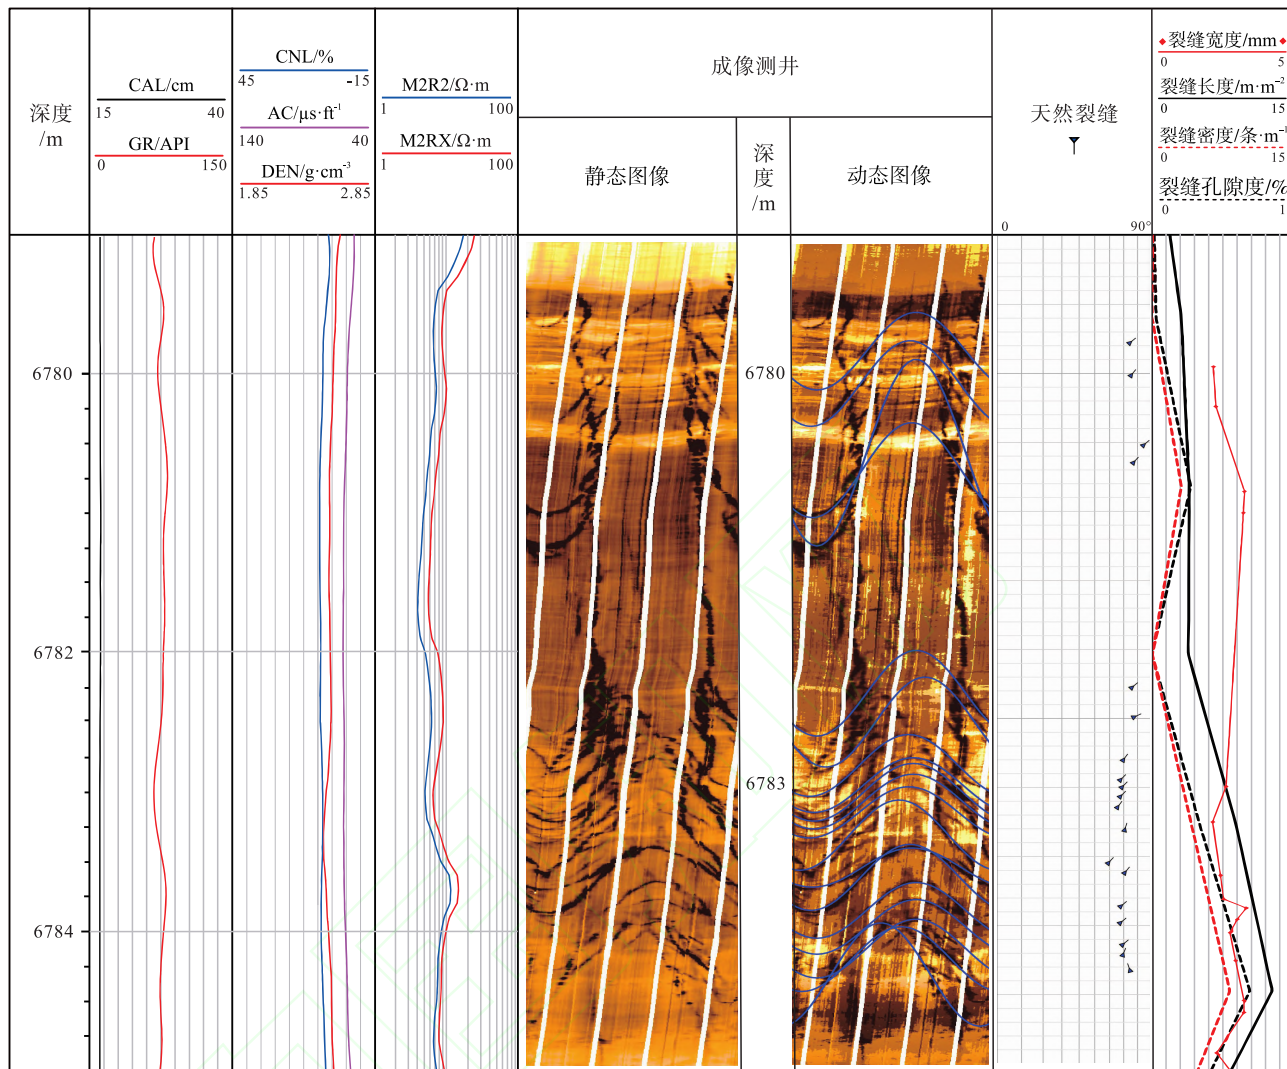 深度
/m
CAL/cm
15 40
GR/API
0 150
CNL/%
45 -15
AC/μs·ft⁻¹
140 40
DEN/g·cm⁻³
1.85 2.85
M2R2/Ω·m
1 100
M2RX/Ω·m
1 100
成像测井
静态图像
深
度
/m
动态图像
天然裂缝
0 90°
裂缝宽度/mm
0 5
裂缝长度/m·m⁻²
0 15
裂缝密度/条·m⁻¹
0 15
裂缝孔隙度/%
0 1
6780
6782
6784
6780
6783